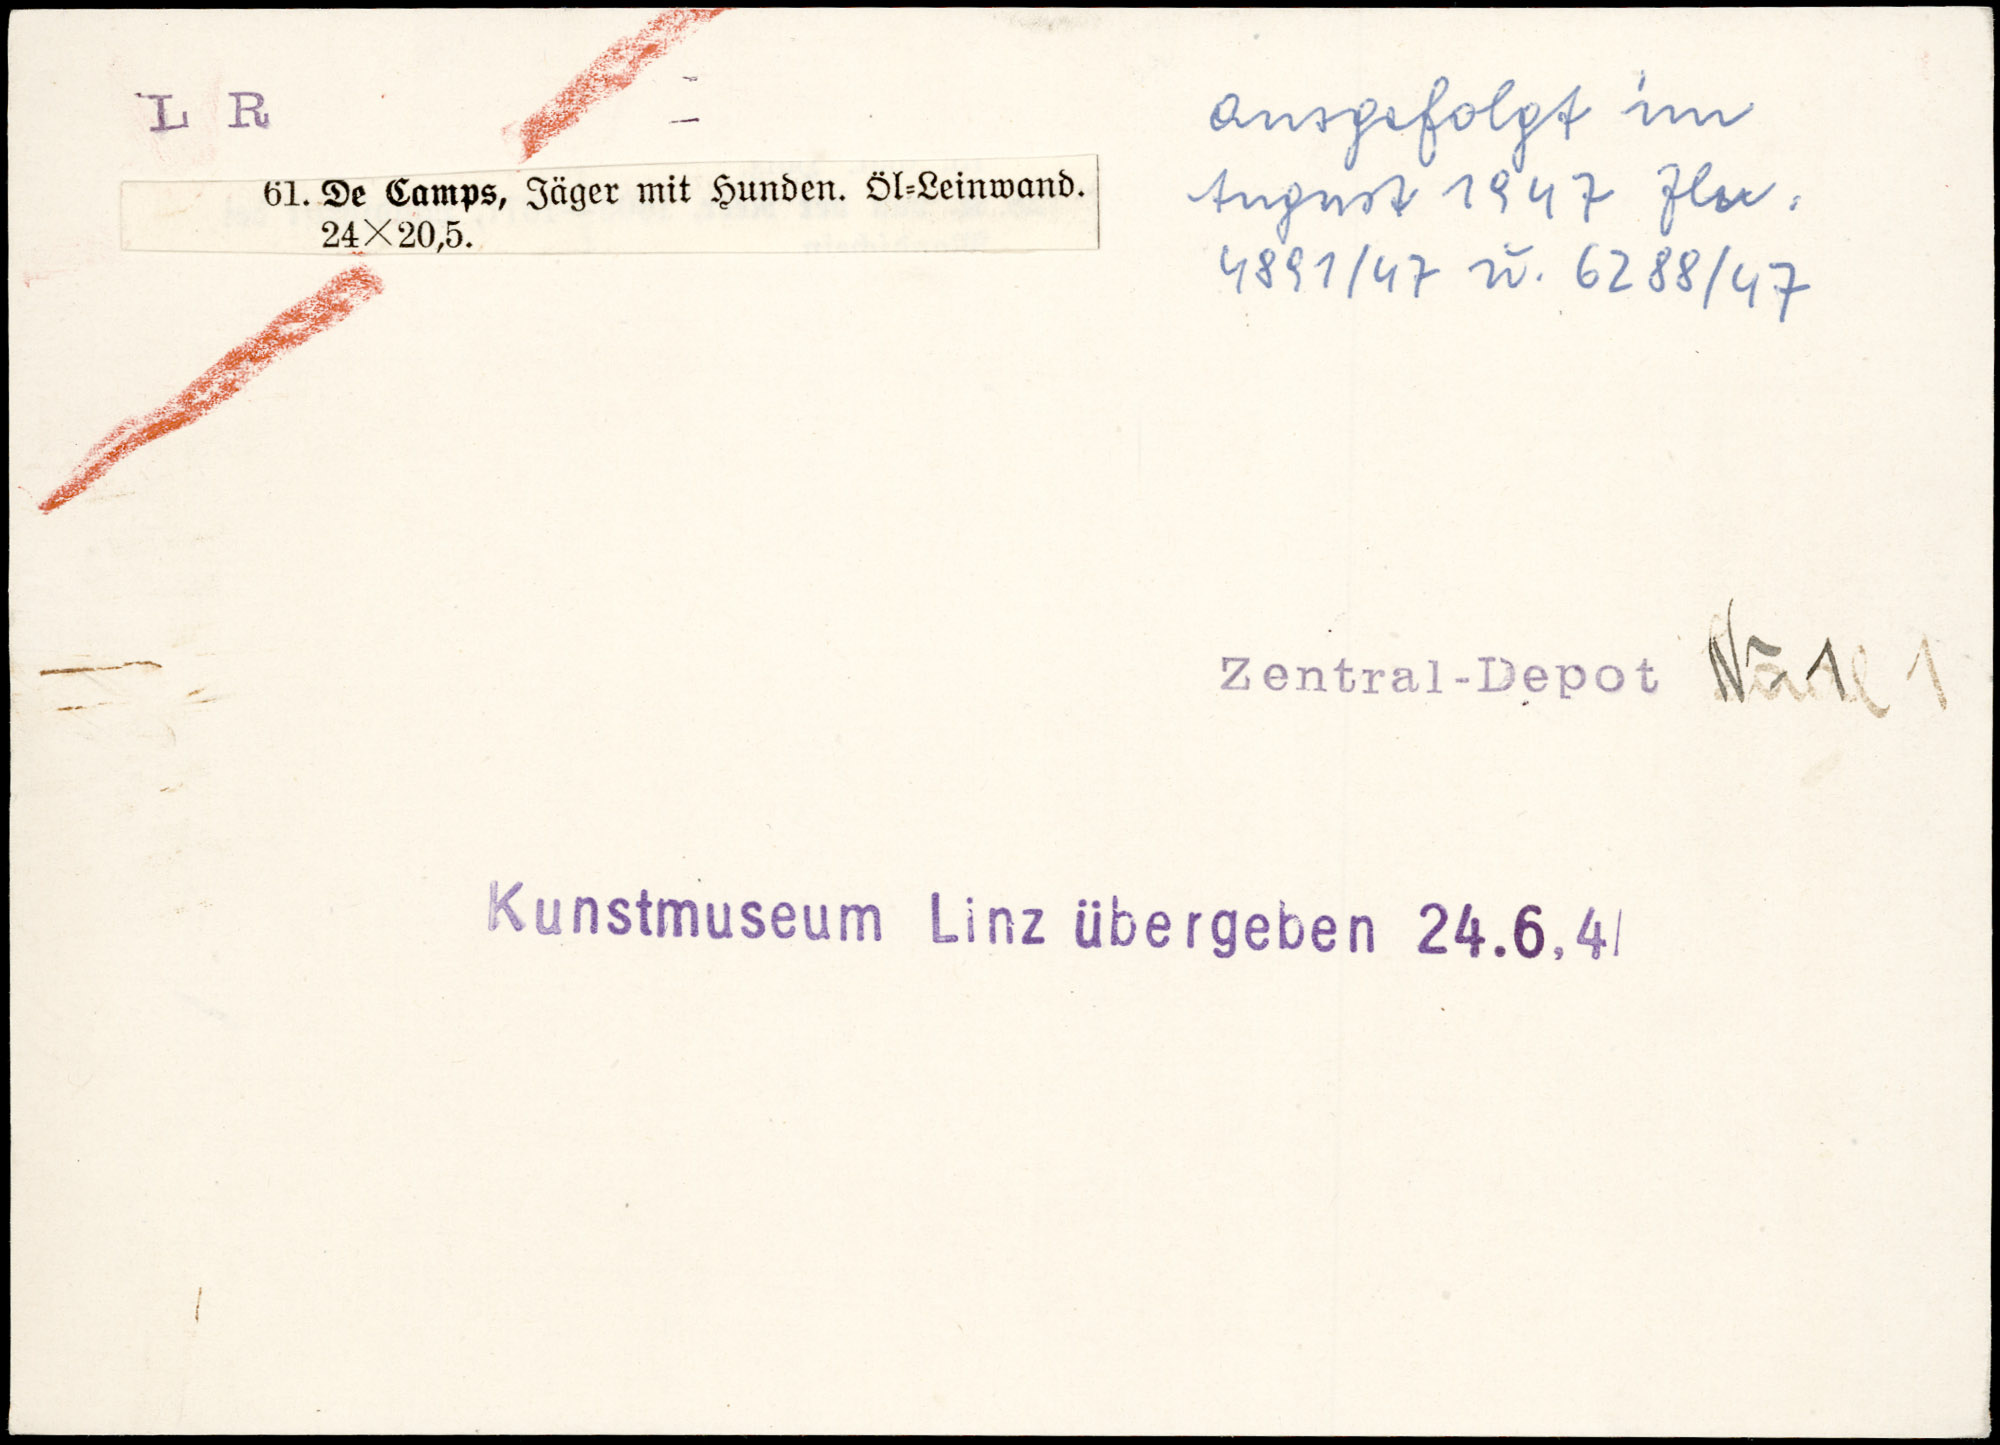 L R
61. De Camps, Jäger mit Hunden. Öl=Leinwand.
24×20,5.
ausgefolgt im
August 1947 Zln.
4891/47 u. 6288/47
Zentral-Depot
Kunstmuseum Linz übergeben 24.6.41